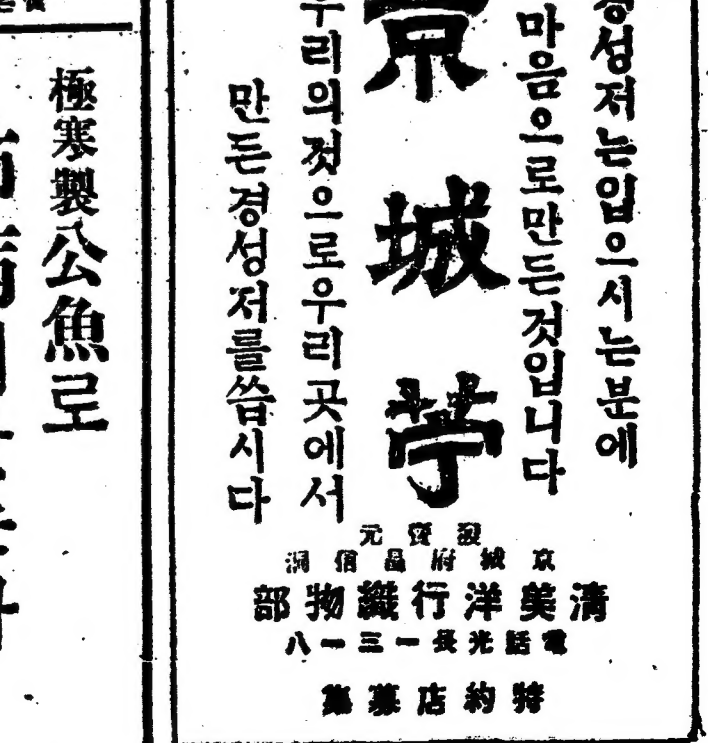 경성저는입으시는분에
마음으로만든것입니다
京城苧
우리의것으로우리곳에서
만든경성저를씁시다
發賣元
京城府昌信洞
淸美洋行織物部
電話光長一三一八
特約店募集
極寒製公魚로